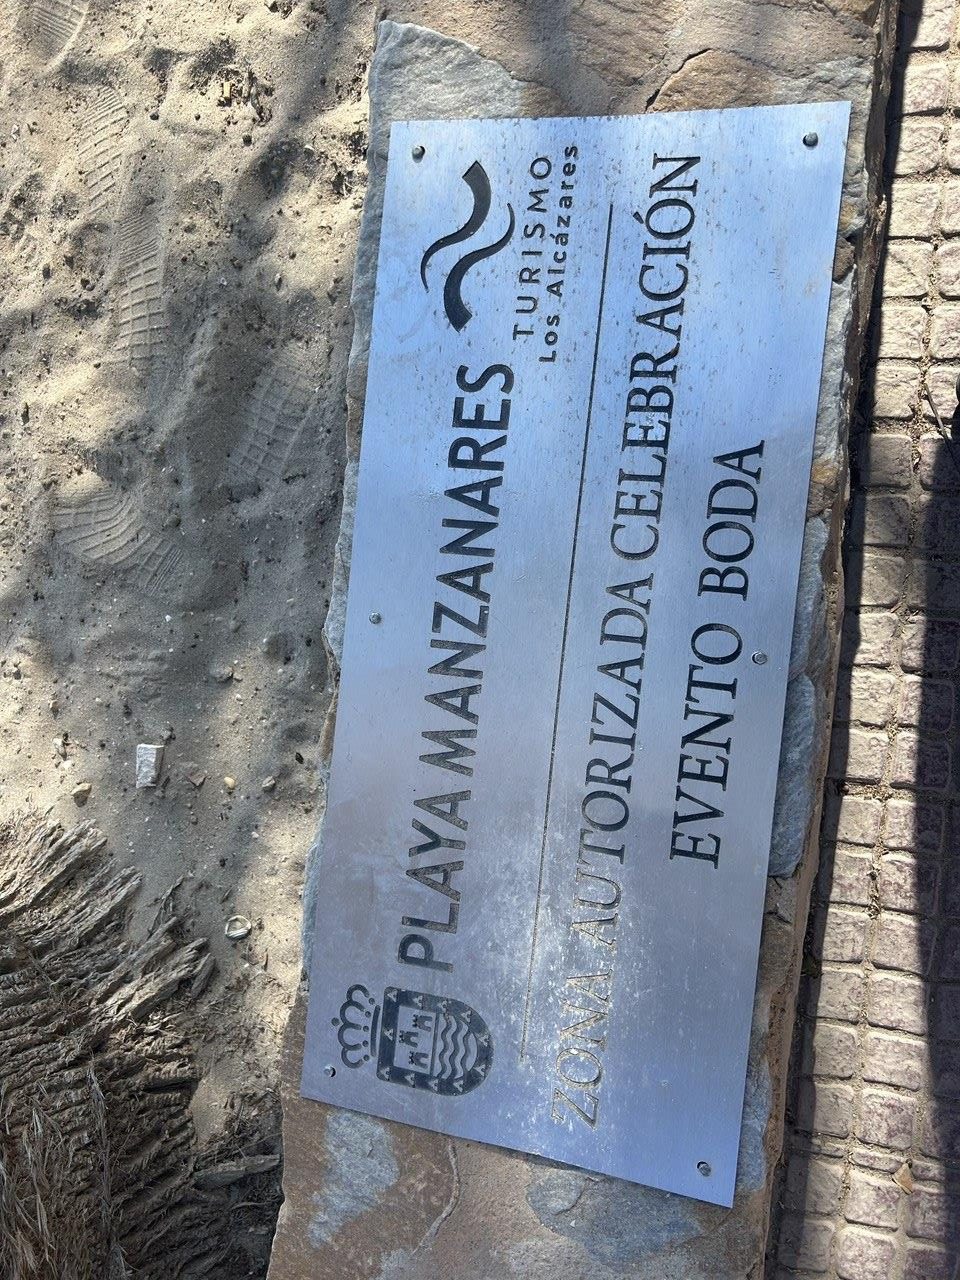 PLAYA MANZANARES
TURISMO
Los Alcázares
ZONA AUTORIZADA CELEBRACIÓN
EVENTO BODA